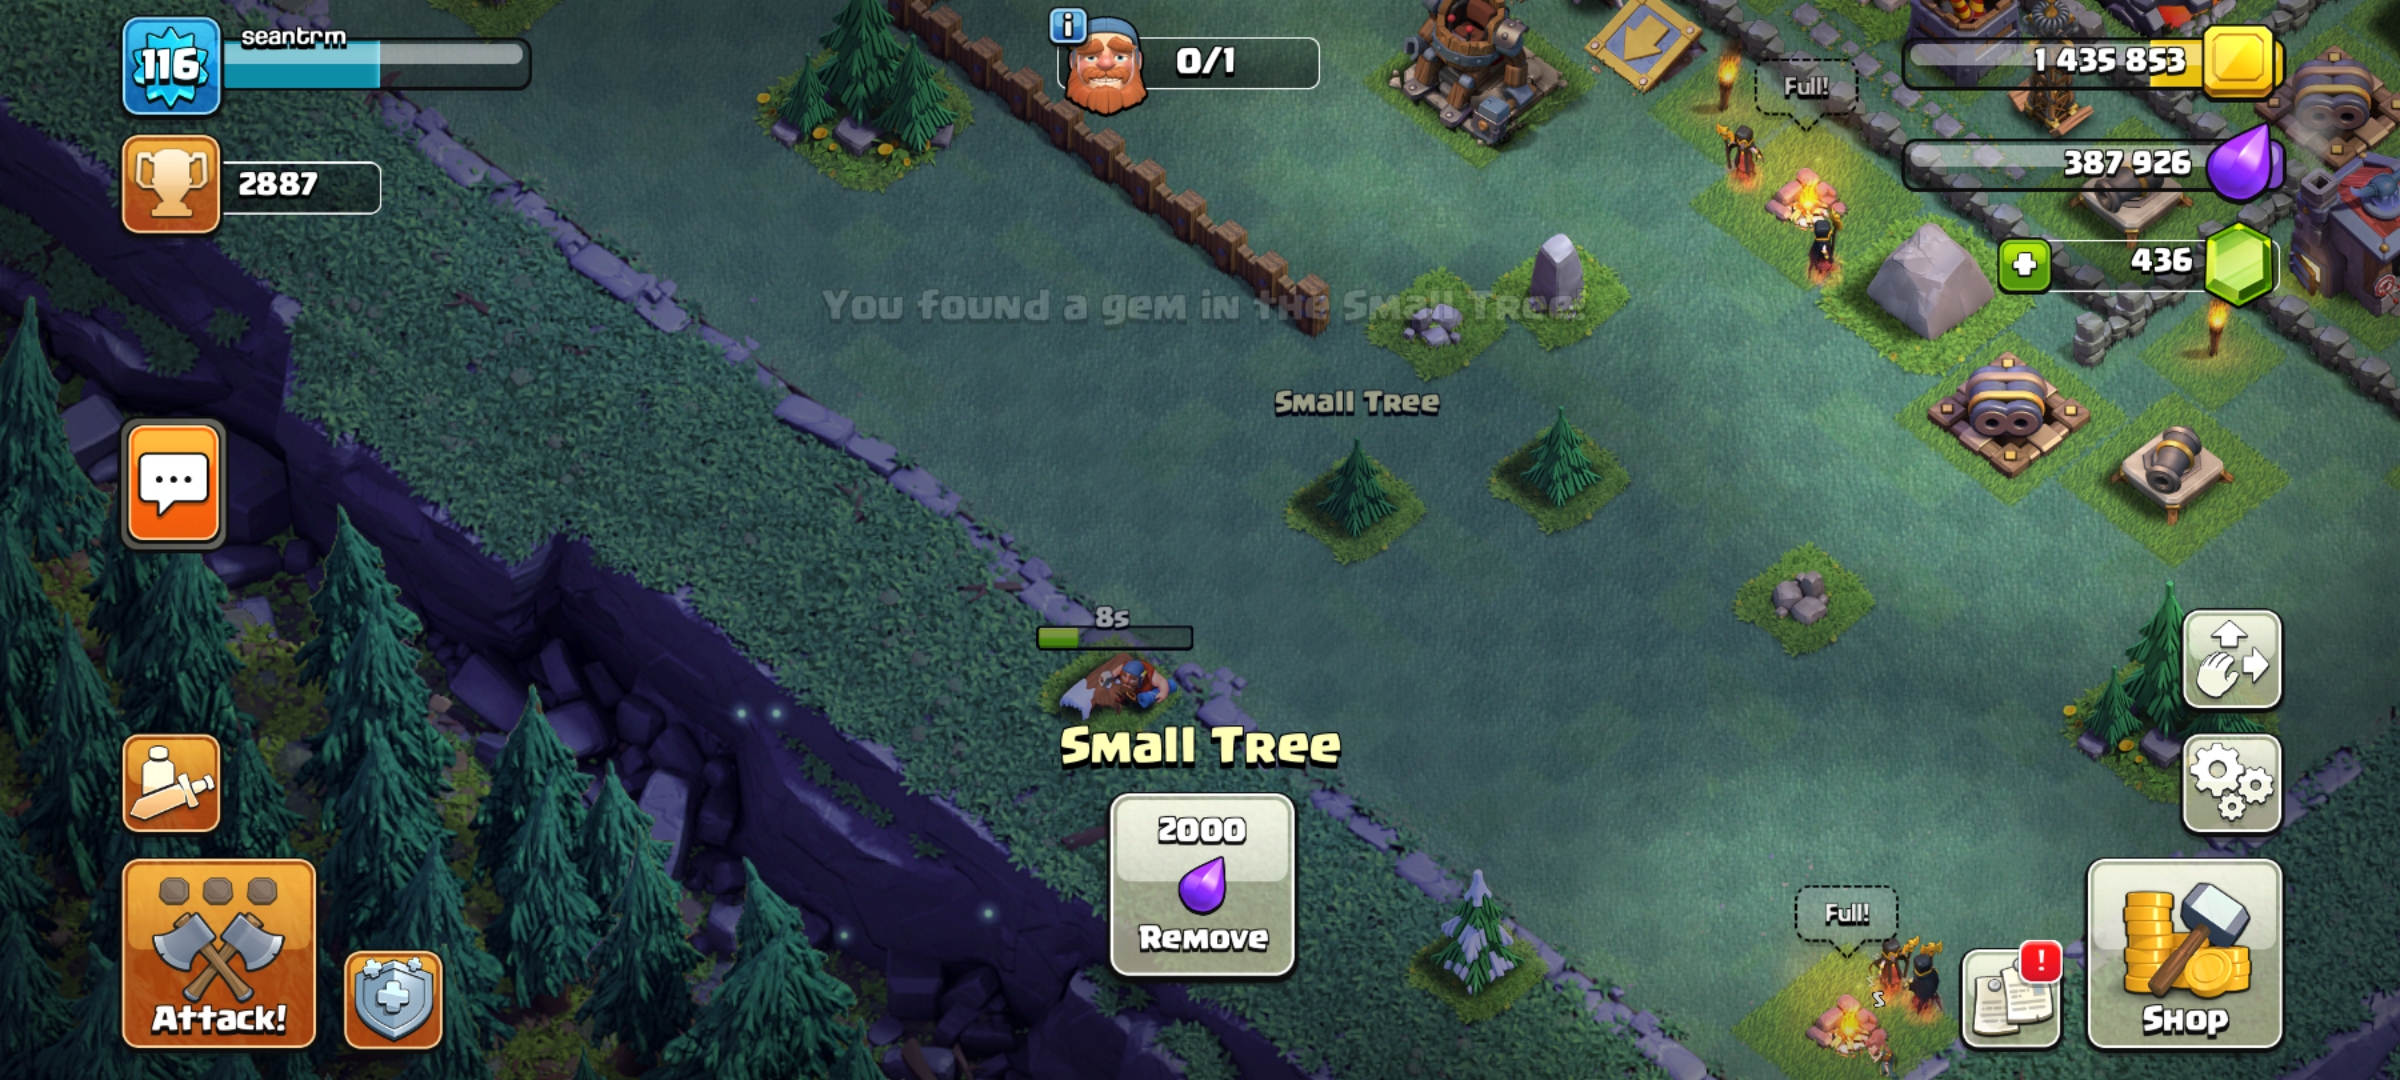 116
seantrm
2887
i
0/1
1 435 853
387 926
436
Full!
You found a gem in the Small Tree!
Small Tree
8s
Small Tree
2000
Remove
Attack!
Full!
S
!
Shop